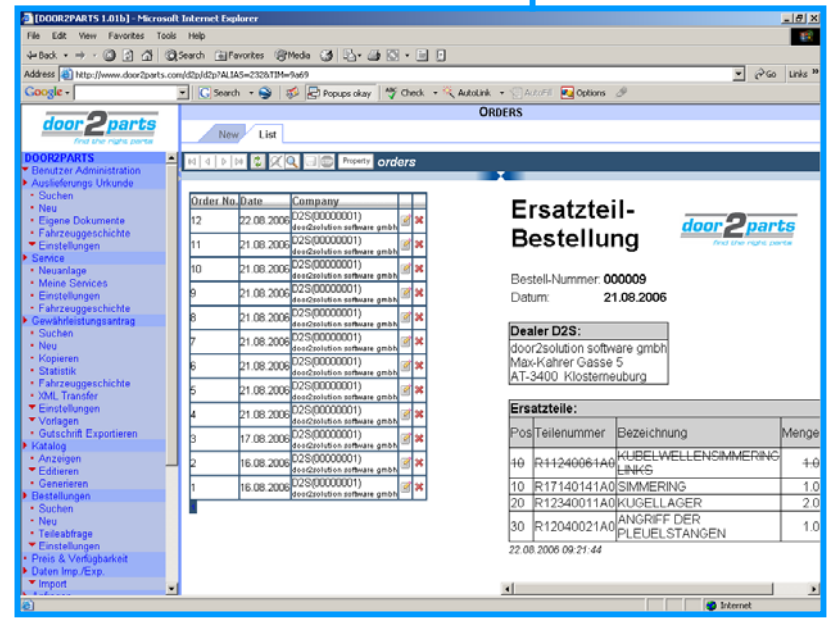 [DOOR2PARTS 1.01b] - Microsoft Internet Explorer
File Edit View Favorites Tools Help
Back Search Favorites Media
Address http://www.door2parts.com/d2p/d2p?ALIAS=232&TIM=9a69 Go Links »
Google Search Popups okay Check AutoLink AutoFill Options
door2parts
find the right parts
ORDERS
New List
Property orders
DOOR2PARTS
Benutzer Administration
Auslieferungs Urkunde
Suchen
Neu
Eigene Dokumente
Fahrzeuggeschichte
Einstellungen
Service
Neuanlage
Meine Services
Einstellungen
Fahrzeuggeschichte
Gewährleistungsantrag
Suchen
Neu
Kopieren
Statistik
Fahrzeuggeschichte
XML Transfer
Einstellungen
Vorlagen
Gutschrift Exportieren
Katalog
Anzeigen
Editieren
Generieren
Bestellungen
Suchen
Neu
Teileabfrage
Einstellungen
Preis & Verfügbarkeit
Daten Imp./Exp.
Import
Order No. Date Company
12 22.08.2006 D2S(00000001)
door2solution software gmbh
11 21.08.2006 D2S(00000001)
door2solution software gmbh
10 21.08.2006 D2S(00000001)
door2solution software gmbh
9 21.08.2006 D2S(00000001)
door2solution software gmbh
8 21.08.2006 D2S(00000001)
door2solution software gmbh
7 21.08.2006 D2S(00000001)
door2solution software gmbh
6 21.08.2006 D2S(00000001)
door2solution software gmbh
5 21.08.2006 D2S(00000001)
door2solution software gmbh
4 21.08.2006 D2S(00000001)
door2solution software gmbh
3 17.08.2006 D2S(00000001)
door2solution software gmbh
2 16.08.2006 D2S(00000001)
door2solution software gmbh
1 16.08.2006 D2S(00000001)
door2solution software gmbh
Ersatzteil-
Bestellung
door2parts
find the right parts
Bestell-Nummer: 000009
Datum: 21.08.2006
Dealer D2S:
door2solution software gmbh
Max-Kahrer Gasse 5
AT-3400 Klosterneuburg
Ersatzteile:
Pos Teilenummer Bezeichnung Menge
10 R11240061A0 KUBELWELLENSIMMERING LINKS 1.0
10 R17140141A0 SIMMERING 1.0
20 R12340011A0 KUGELLAGER 2.0
30 R12040021A0 ANGRIFF DER PLEUELSTANGEN 1.0
22.08.2006 09:21:44
Internet